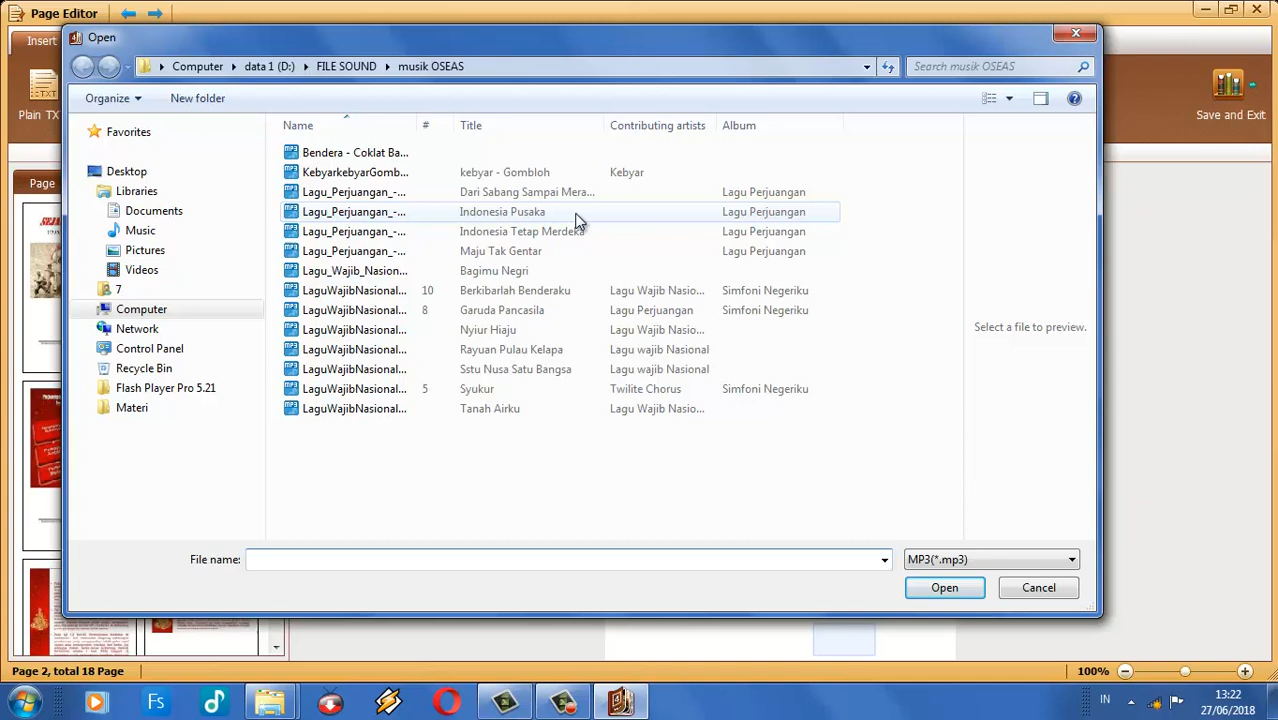 Page Editor
Insert
Plain TX
Save and Exit
Page
Open
Computer
data 1 (D:)
FILE SOUND
musik OSEAS
Search musik OSEAS
Organize
New folder
Favorites
Desktop
Libraries
Documents
Music
Pictures
Videos
7
Computer
Network
Control Panel
Recycle Bin
Flash Player Pro 5.21
Materi
Name # Title Contributing artists Album
Bendera - Coklat Ba...
KebyarkebyarGomb... kebyar - Gombloh Kebyar
Lagu_Perjuangan_-... Dari Sabang Sampai Mera... Lagu Perjuangan
Lagu_Perjuangan_-... Indonesia Pusaka Lagu Perjuangan
Lagu_Perjuangan_-... Indonesia Tetap Merdeka Lagu Perjuangan
Lagu_Perjuangan_-... Maju Tak Gentar Lagu Perjuangan
Lagu_Wajib_Nasion... Bagimu Negri
LaguWajibNasional... 10 Berkibarlah Benderaku Lagu Wajib Nasio... Simfoni Negeriku
LaguWajibNasional... 8 Garuda Pancasila Lagu Perjuangan Simfoni Negeriku
LaguWajibNasional... Nyiur Hiaju Lagu Wajib Nasio...
LaguWajibNasional... Rayuan Pulau Kelapa Lagu wajib Nasional
LaguWajibNasional... Sstu Nusa Satu Bangsa Lagu wajib Nasional
LaguWajibNasional... 5 Syukur Twilite Chorus Simfoni Negeriku
LaguWajibNasional... Tanah Airku Lagu Wajib Nasio...
Select a file to preview.
File name:
MP3(*.mp3)
Open
Cancel
Page 2, total 18 Page
100%
Fs
IN
13:22
27/06/2018